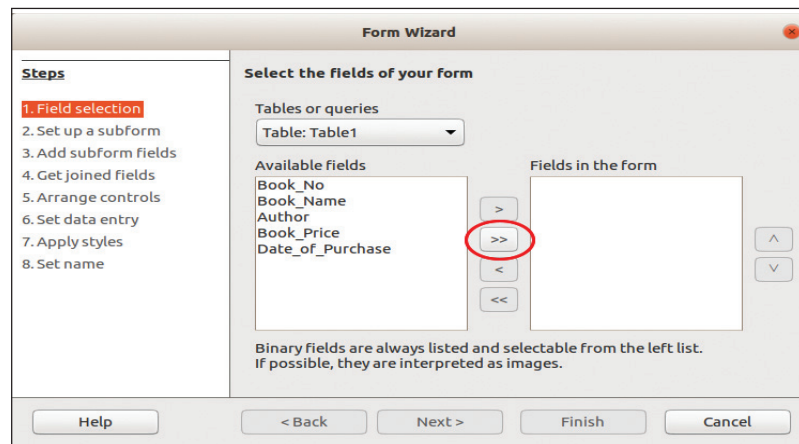 Form Wizard
Steps
1. Field selection
2. Set up a subform
3. Add subform fields
4. Get joined fields
5. Arrange controls
6. Set data entry
7. Apply styles
8. Set name
Select the fields of your form
Tables or queries
Table: Table1
Available fields
Book_No
Book_Name
Author
Book_Price
Date_of_Purchase
>
>>
<
<<
Fields in the form
Binary fields are always listed and selectable from the left list.
If possible, they are interpreted as images.
Help
< Back
Next >
Finish
Cancel